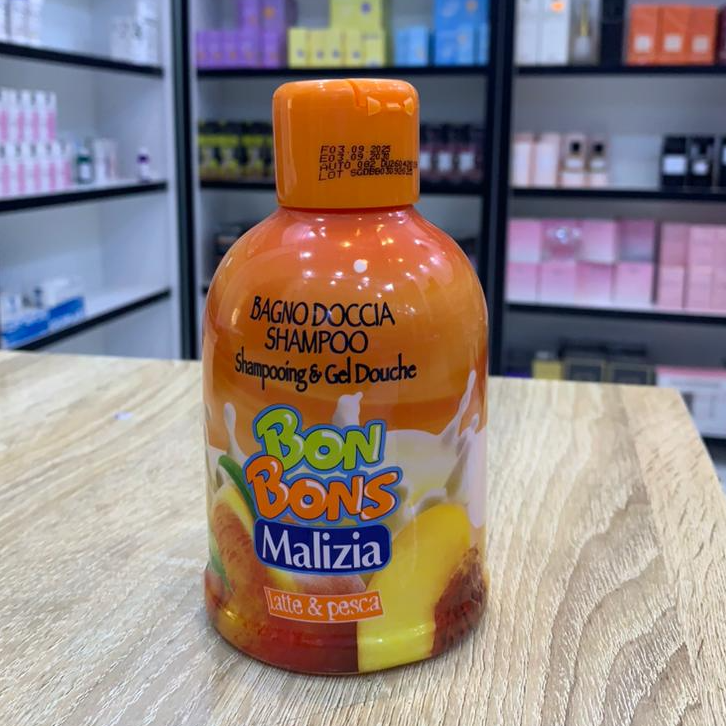 F03 09 2025
E03 09 2030
BAGNO DOCCIA
SHAMPOO
Shampooing & Gel Douche
BON
BONS
Malizia
latte & pesca